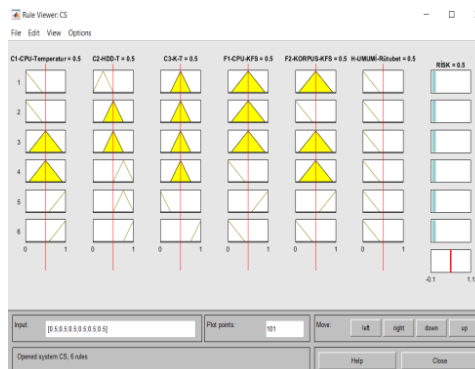 Rule Viewer: CS
File Edit View Options
C1-CPU-Temperatur = 0.5 C2-HDD-T = 0.5 C3-K-T = 0.5 F1-CPU-KFS = 0.5 F2-KORPUS-KFS = 0.5 H-UMUMİ-Rütubet = 0.5 RİSK = 0.5
1
2
3
4
5
6
0 1 0 1 0 1 0 1 0 1 0 1
-0.1 1.1
Input: [0.5;0.5;0.5;0.5;0.5;0.5] Plot points: 101 Move: left right down up
Opened system CS, 6 rules Help Close